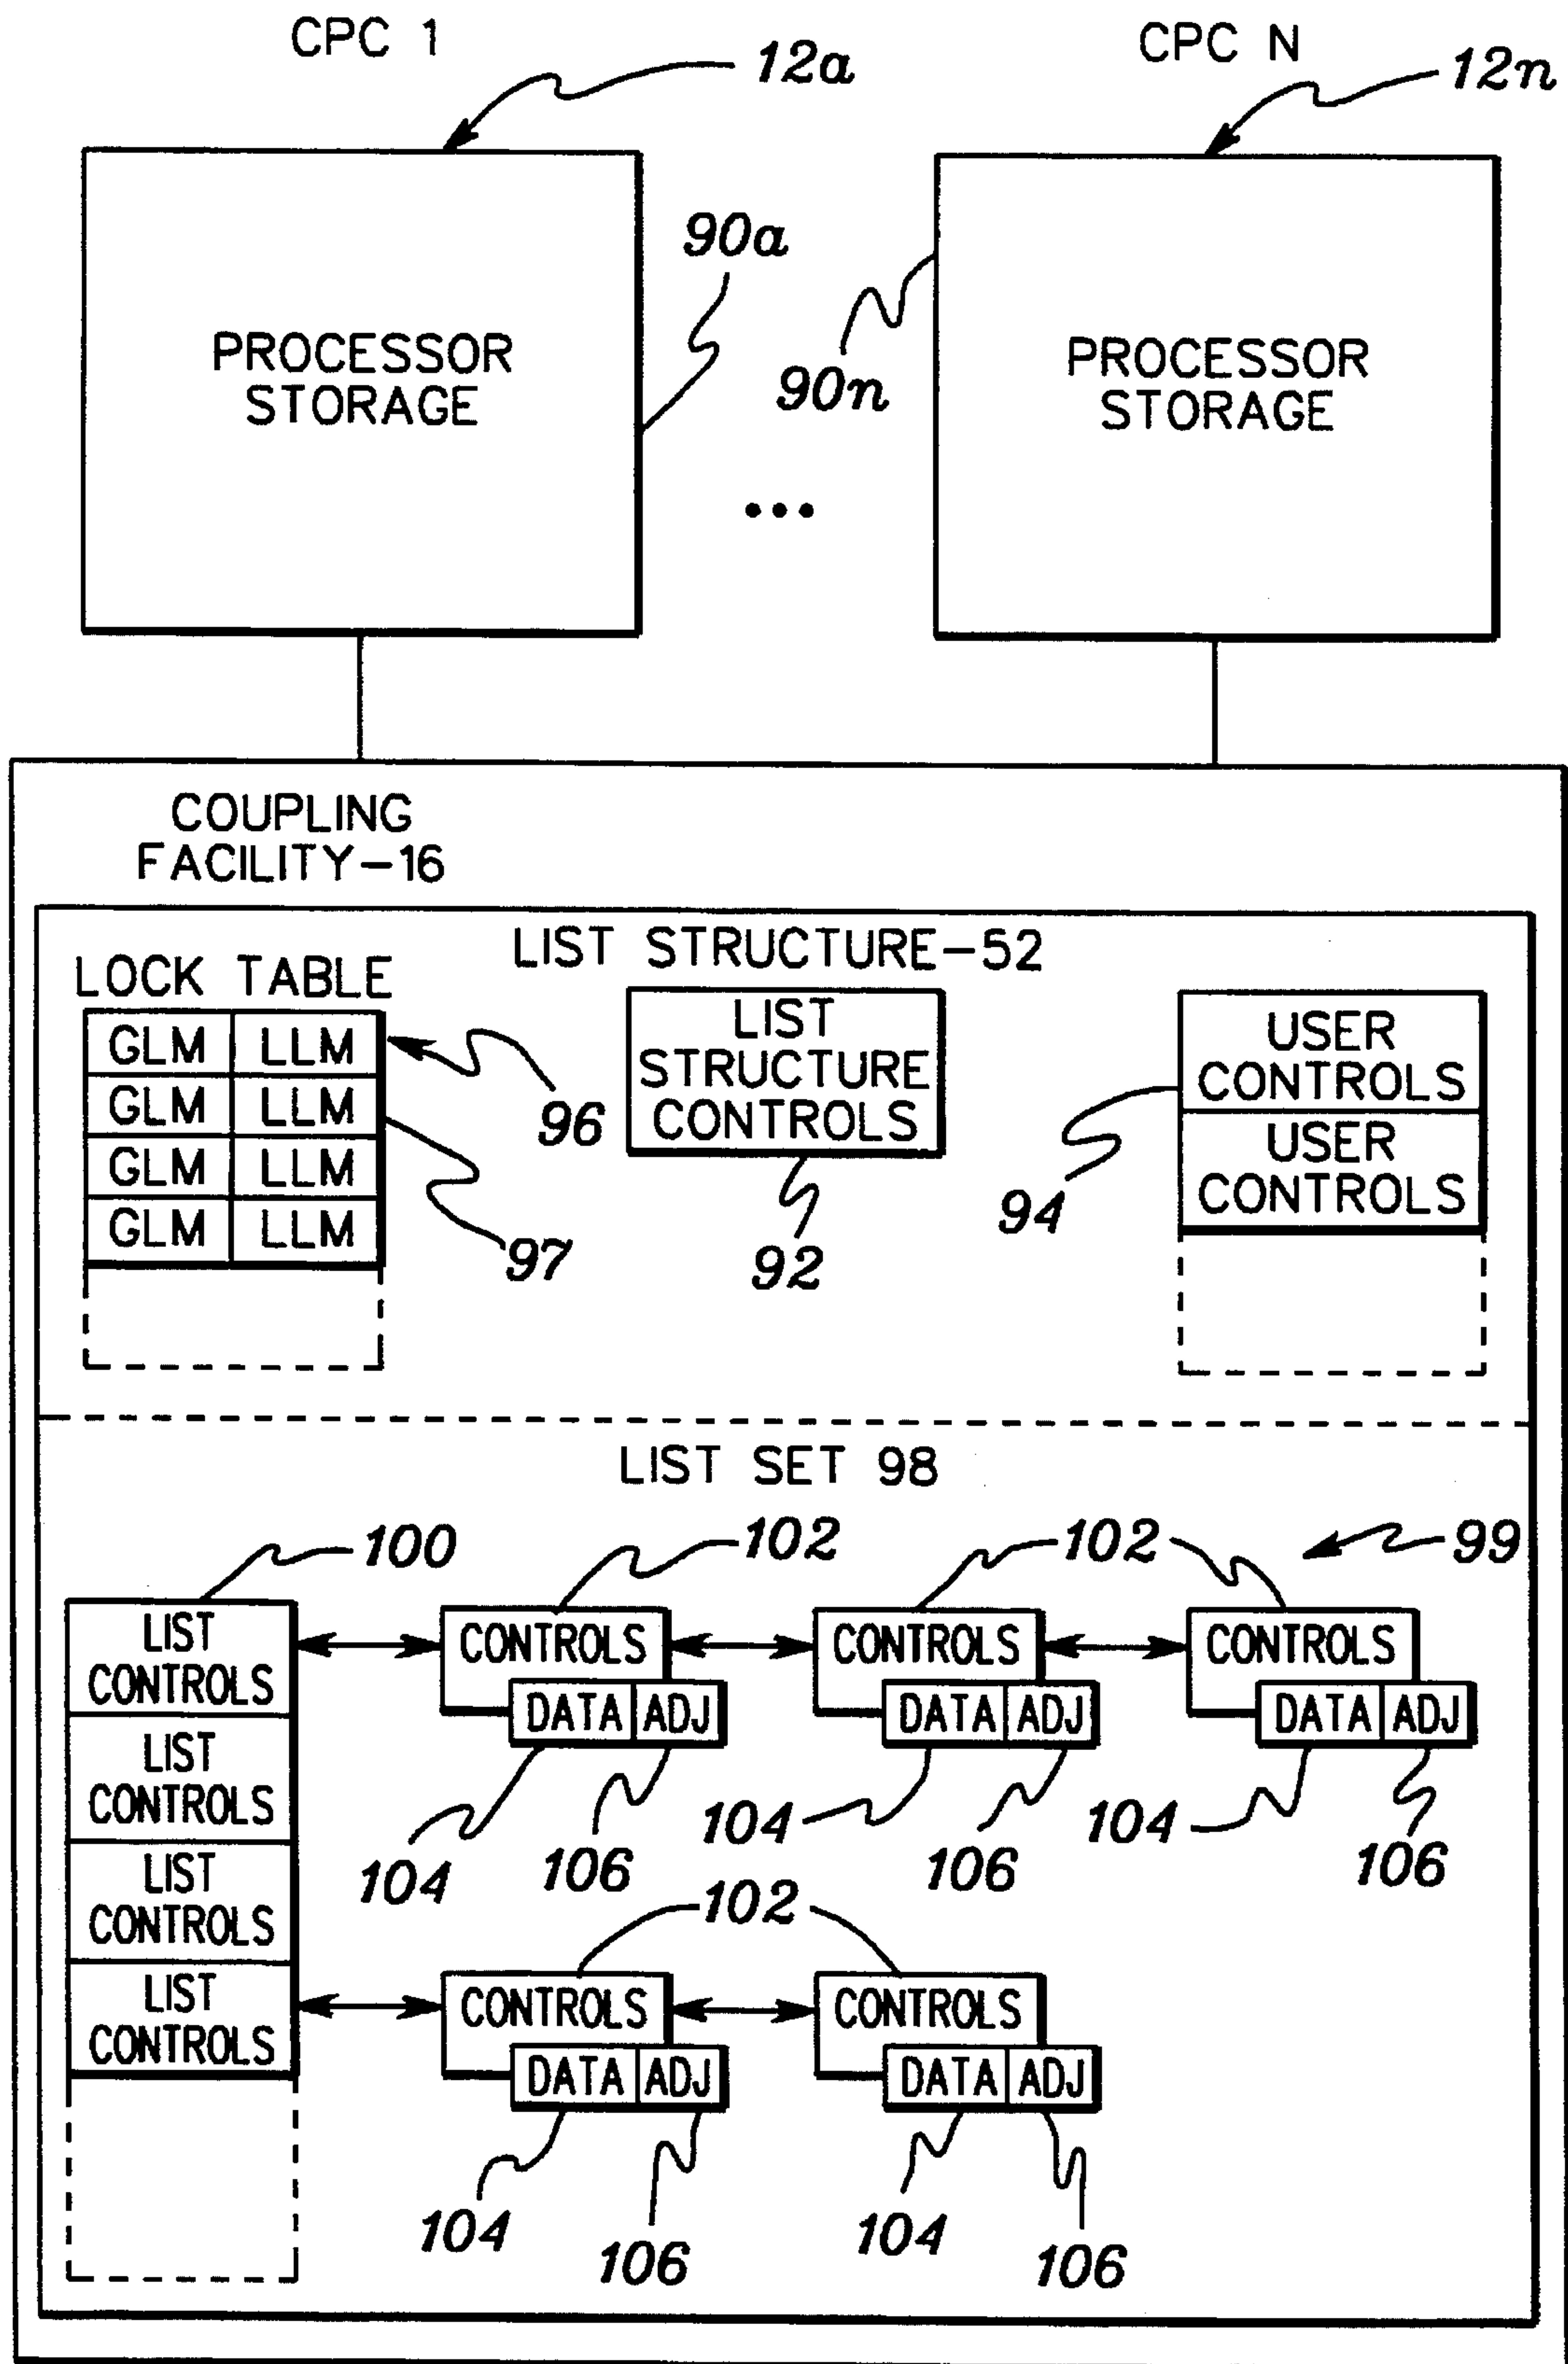 CPC 1
12a
CPC N
12n
90a
90n
PROCESSOR
STORAGE
PROCESSOR
STORAGE
...
COUPLING
FACILITY-16
LIST STRUCTURE-52
LOCK TABLE
GLM LLM
GLM LLM
GLM LLM
GLM LLM
96
97
LIST
STRUCTURE
CONTROLS
92
USER
CONTROLS
USER
CONTROLS
94
LIST SET 98
100
102
102
99
LIST
CONTROLS
LIST
CONTROLS
LIST
CONTROLS
LIST
CONTROLS
CONTROLS
DATA ADJ
CONTROLS
DATA ADJ
CONTROLS
DATA ADJ
104
106
104
106
104
106
102
CONTROLS
DATA ADJ
CONTROLS
DATA ADJ
104
106
104
106